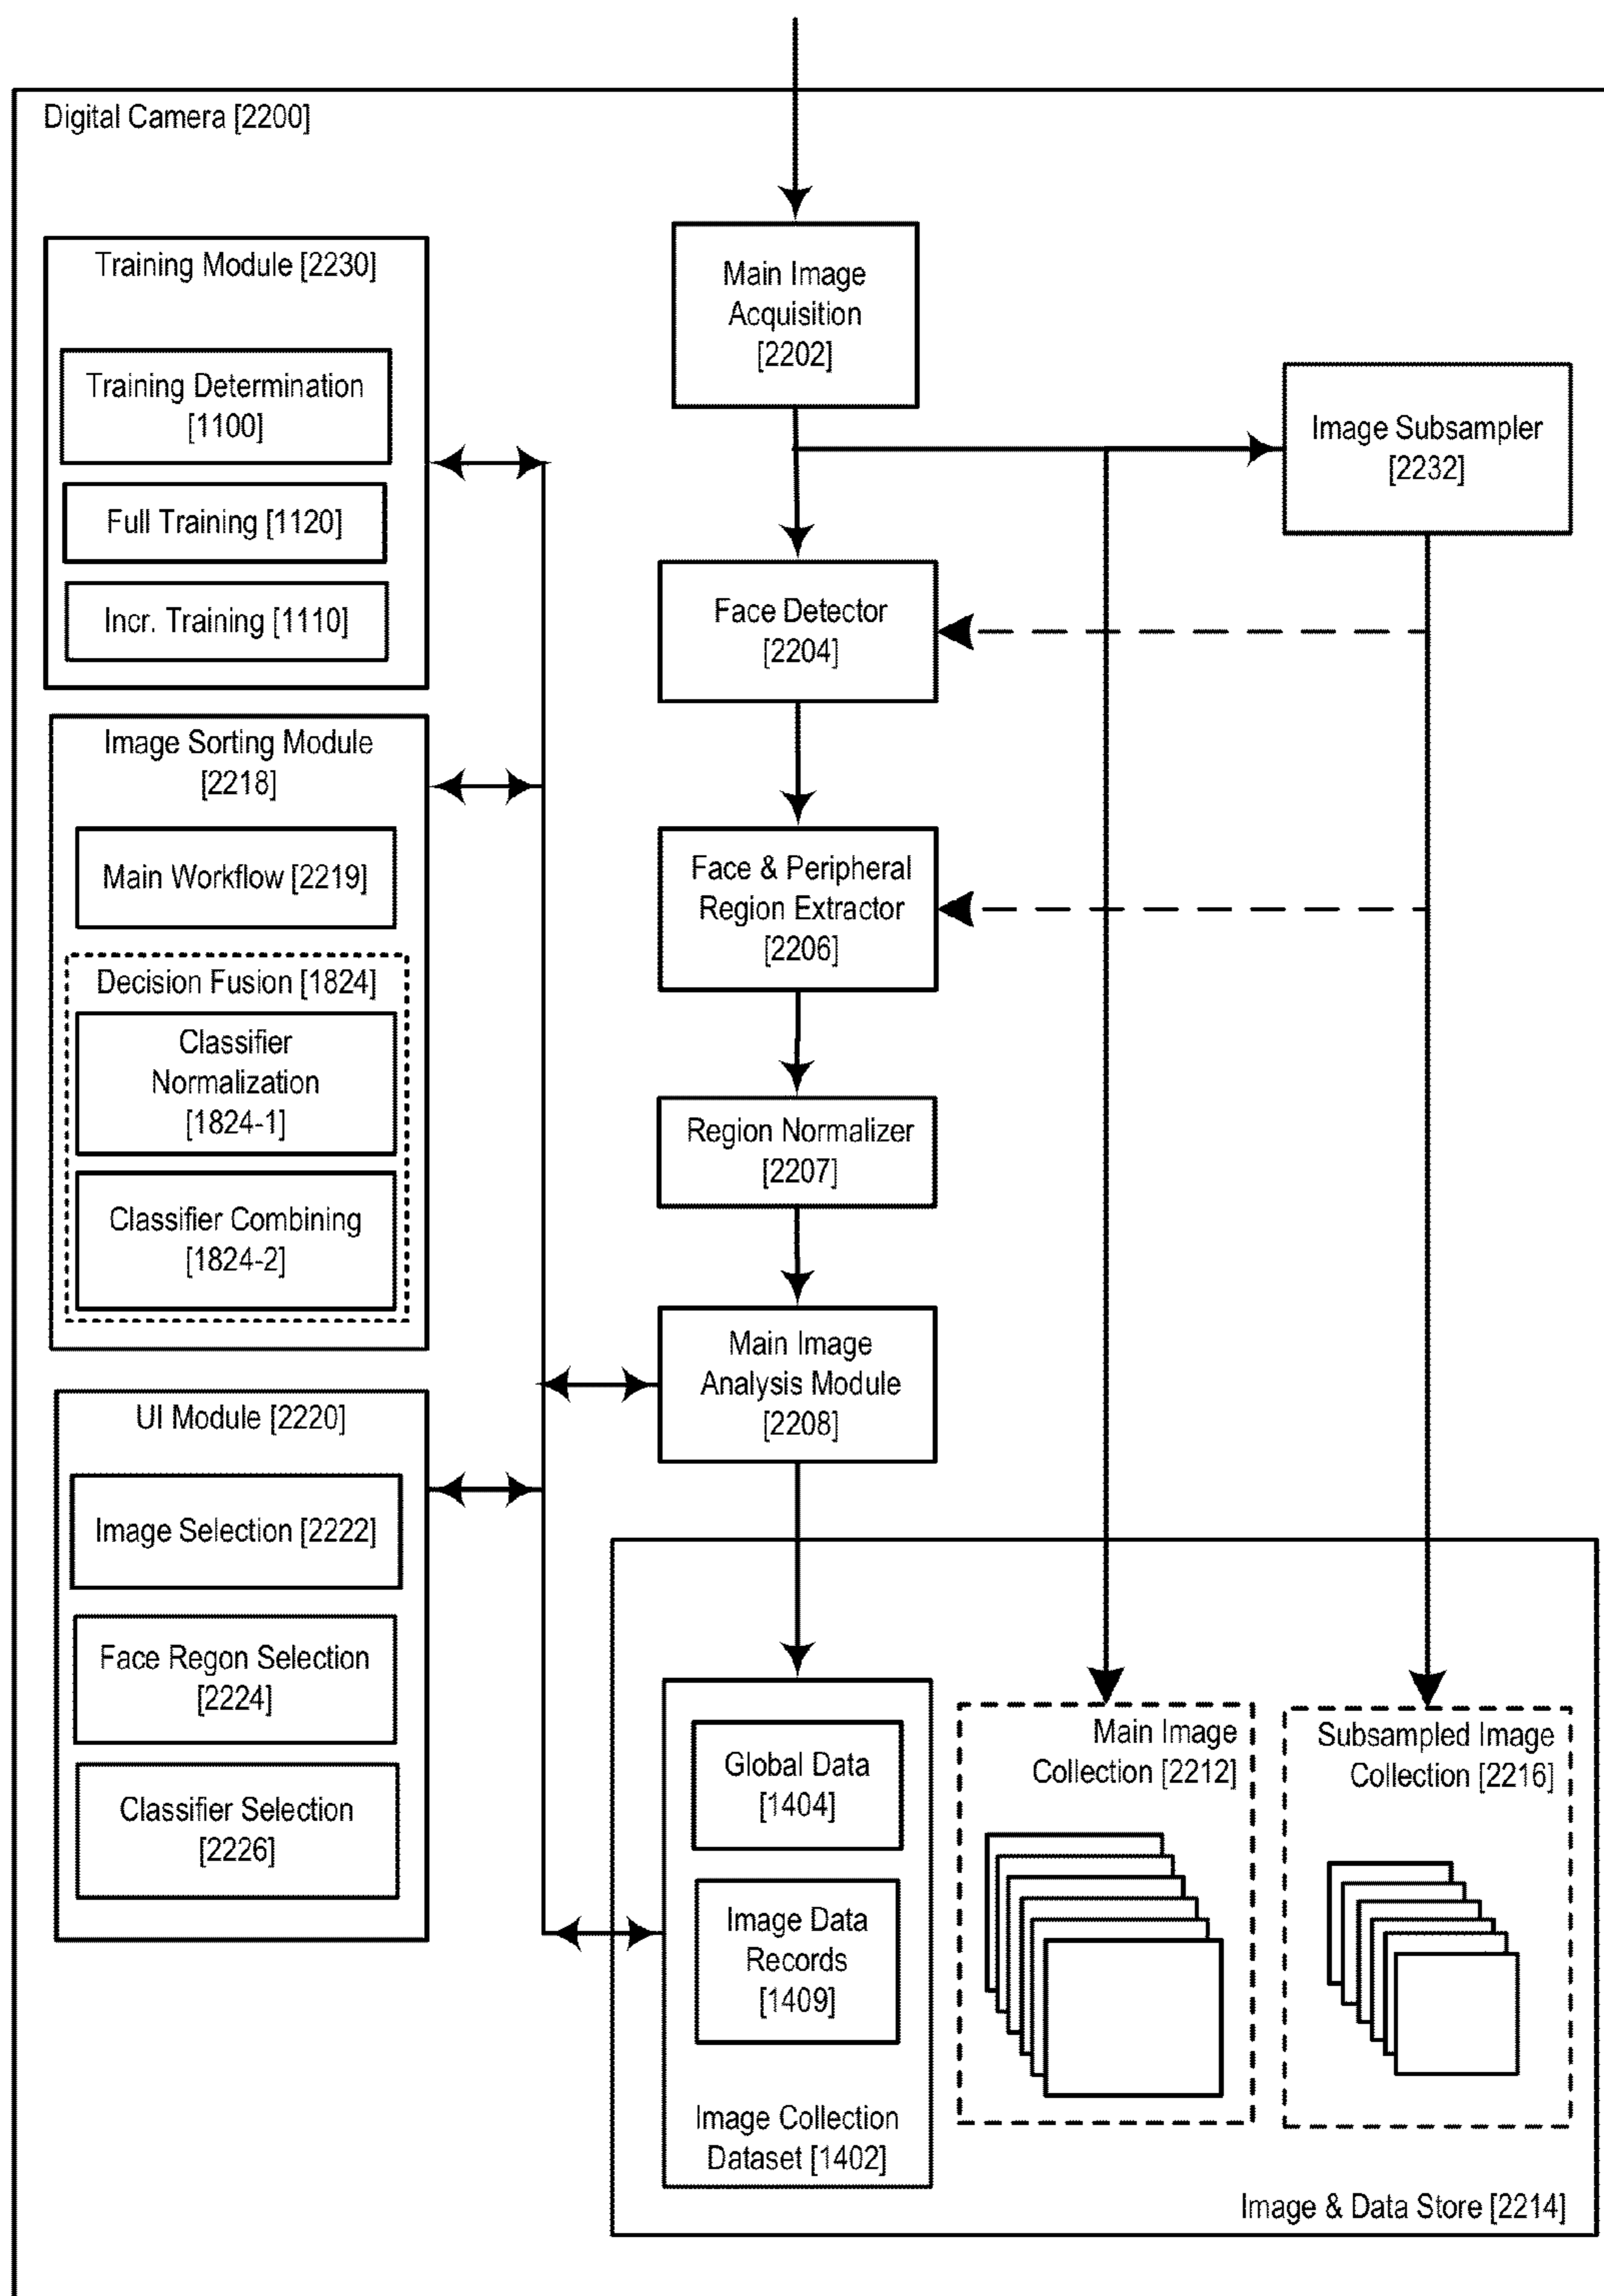 Digital Camera [2200]
Training Module [2230]
Training Determination
[1100]
Full Training [1120]
Incr. Training [1110]
Image Sorting Module
[2218]
Main Workflow [2219]
Decision Fusion [1824]
Classifier
Normalization
[1824-1]
Classifier Combining
[1824-2]
UI Module [2220]
Image Selection [2222]
Face Regon Selection
[2224]
Classifier Selection
[2226]
Main Image
Acquisition
[2202]
Image Subsampler
[2232]
Face Detector
[2204]
Face & Peripheral
Region Extractor
[2206]
Region Normalizer
[2207]
Main Image
Analysis Module
[2208]
Global Data
[1404]
Image Data
Records
[1409]
Image Collection
Dataset [1402]
Main Image
Collection [2212]
Subsampled Image
Collection [2216]
Image & Data Store [2214]